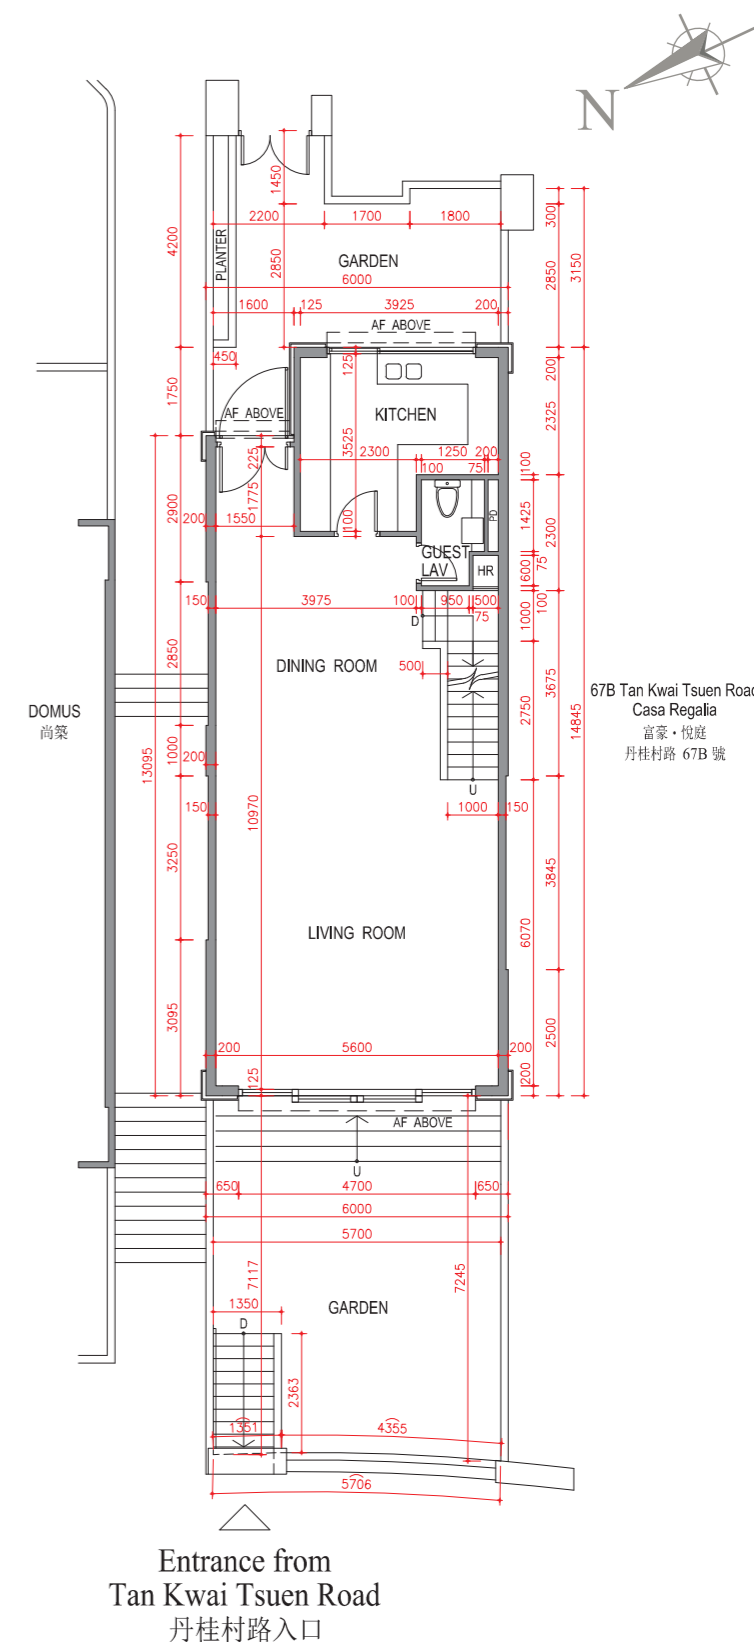 N
1450
2200
1700
1800
300
4200
PLANTER
2850
GARDEN
2850
3150
6000
1600
125
3925
200
AF ABOVE
450
125
200
1750
AF ABOVE
KITCHEN
2325
3525
225
2300
1250
200
100
75
100
1775
2900
200
1550
100
1425
2300
PD
GUEST
LAV
HR
600
75
150
3975
100
950
500
D
75
1000
100
DINING ROOM
500
2850
3675
67B Tan Kwai Tsuen Road
Casa Regalia
富豪・悅庭
丹桂村路 67B 號
DOMUS
尚築
2750
14845
13095
1000
200
U
150
1000
150
10970
3250
3845
LIVING ROOM
6070
3095
2500
200
5600
200
125
200
AF ABOVE
U
650
4700
650
6000
5700
7117
7245
1350
GARDEN
D
2363
1351
4355
5706
Entrance from
Tan Kwai Tsuen Road
丹桂村路入口